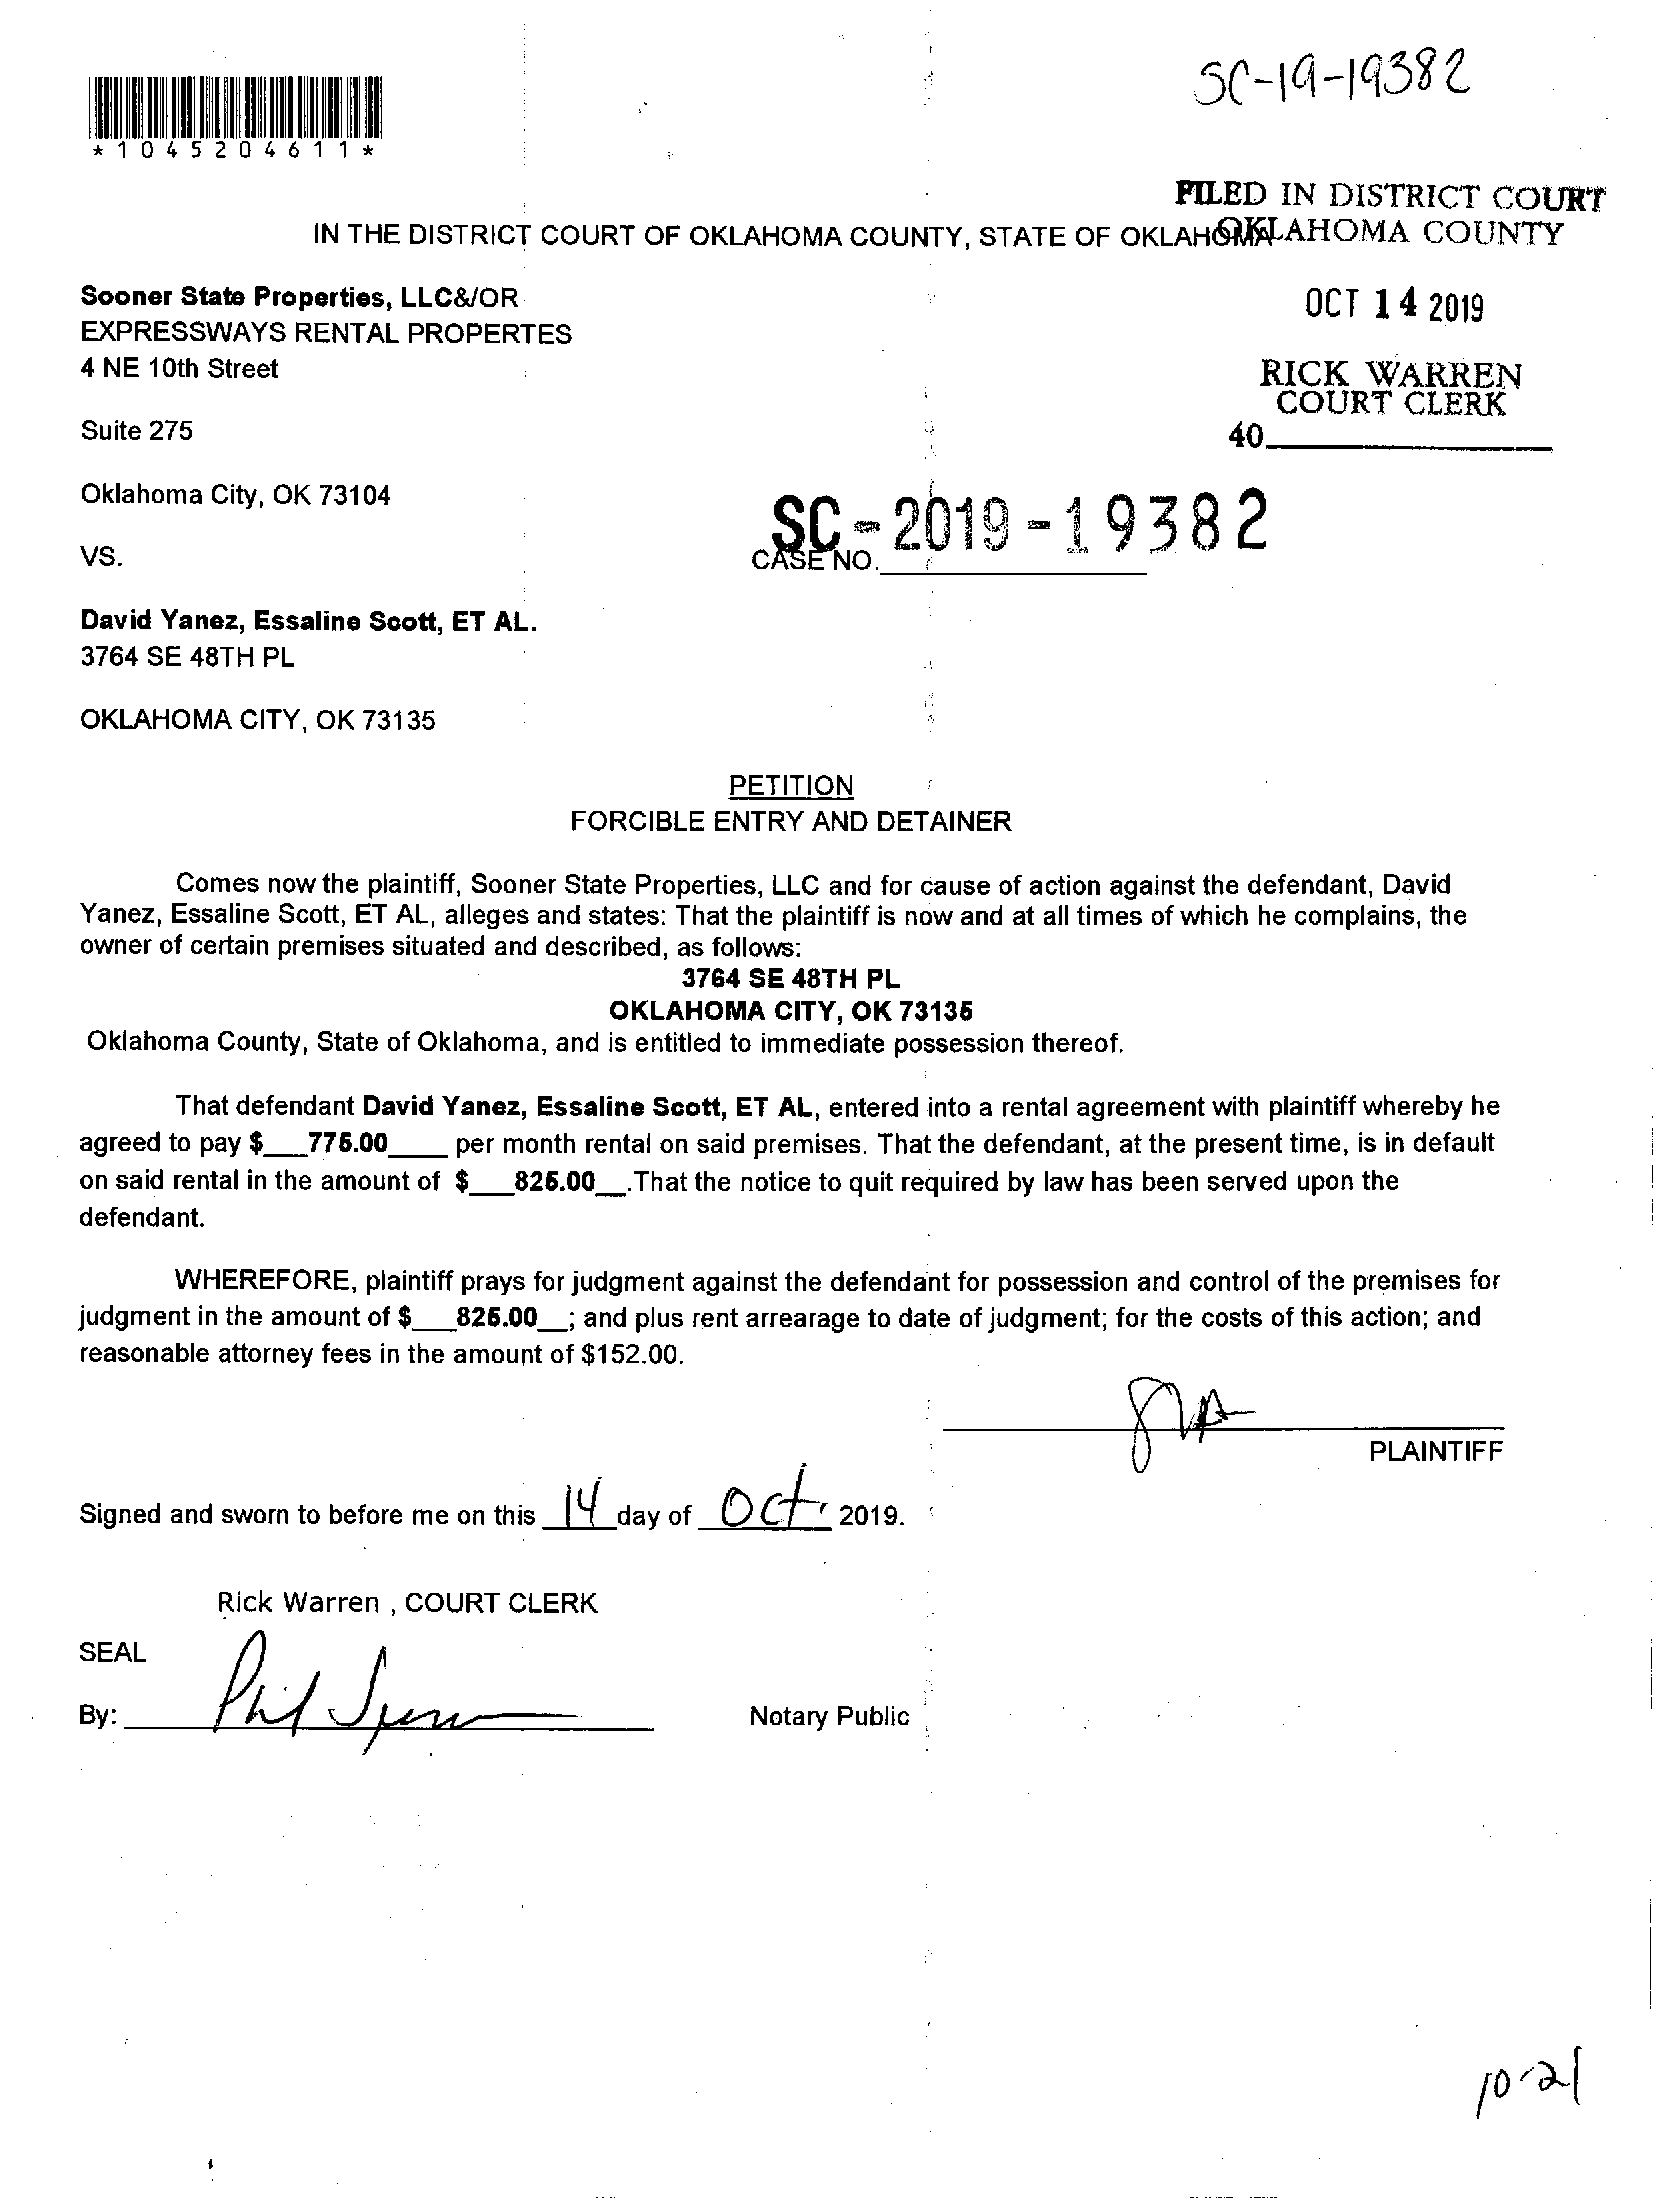 SC-19-19382
*1045204611*
FILED IN DISTRICT COURT
OKLAHOMA COUNTY
IN THE DISTRICT COURT OF OKLAHOMA COUNTY, STATE OF OKLAHOMA
Sooner State Properties, LLC&/OR
EXPRESSWAYS RENTAL PROPERTES
4 NE 10th Street
OCT 14 2019
RICK WARREN
COURT CLERK
Suite 275
40
Oklahoma City, OK 73104
SC-2019-19382
VS.
CASE NO.
David Yanez, Essaline Scott, ET AL.
3764 SE 48TH PL
OKLAHOMA CITY, OK 73135
PETITION
FORCIBLE ENTRY AND DETAINER
Comes now the plaintiff, Sooner State Properties, LLC and for cause of action against the defendant, David
Yanez, Essaline Scott, ET AL, alleges and states: That the plaintiff is now and at all times of which he complains, the
owner of certain premises situated and described, as follows:
3764 SE 48TH PL
OKLAHOMA CITY, OK 73135
Oklahoma County, State of Oklahoma, and is entitled to immediate possession thereof.
That defendant David Yanez, Essaline Scott, ET AL, entered into a rental agreement with plaintiff whereby he
agreed to pay $___775.00____ per month rental on said premises. That the defendant, at the present time, is in default
on said rental in the amount of $___825.00__.That the notice to quit required by law has been served upon the
defendant.
WHEREFORE, plaintiff prays for judgment against the defendant for possession and control of the premises for
judgment in the amount of $___825.00__; and plus rent arrearage to date of judgment; for the costs of this action; and
reasonable attorney fees in the amount of $152.00.
PLAINTIFF
Signed and sworn to before me on this 14 day of Oct. 2019.
Rick Warren , COURT CLERK
SEAL
By: Notary Public
10-21